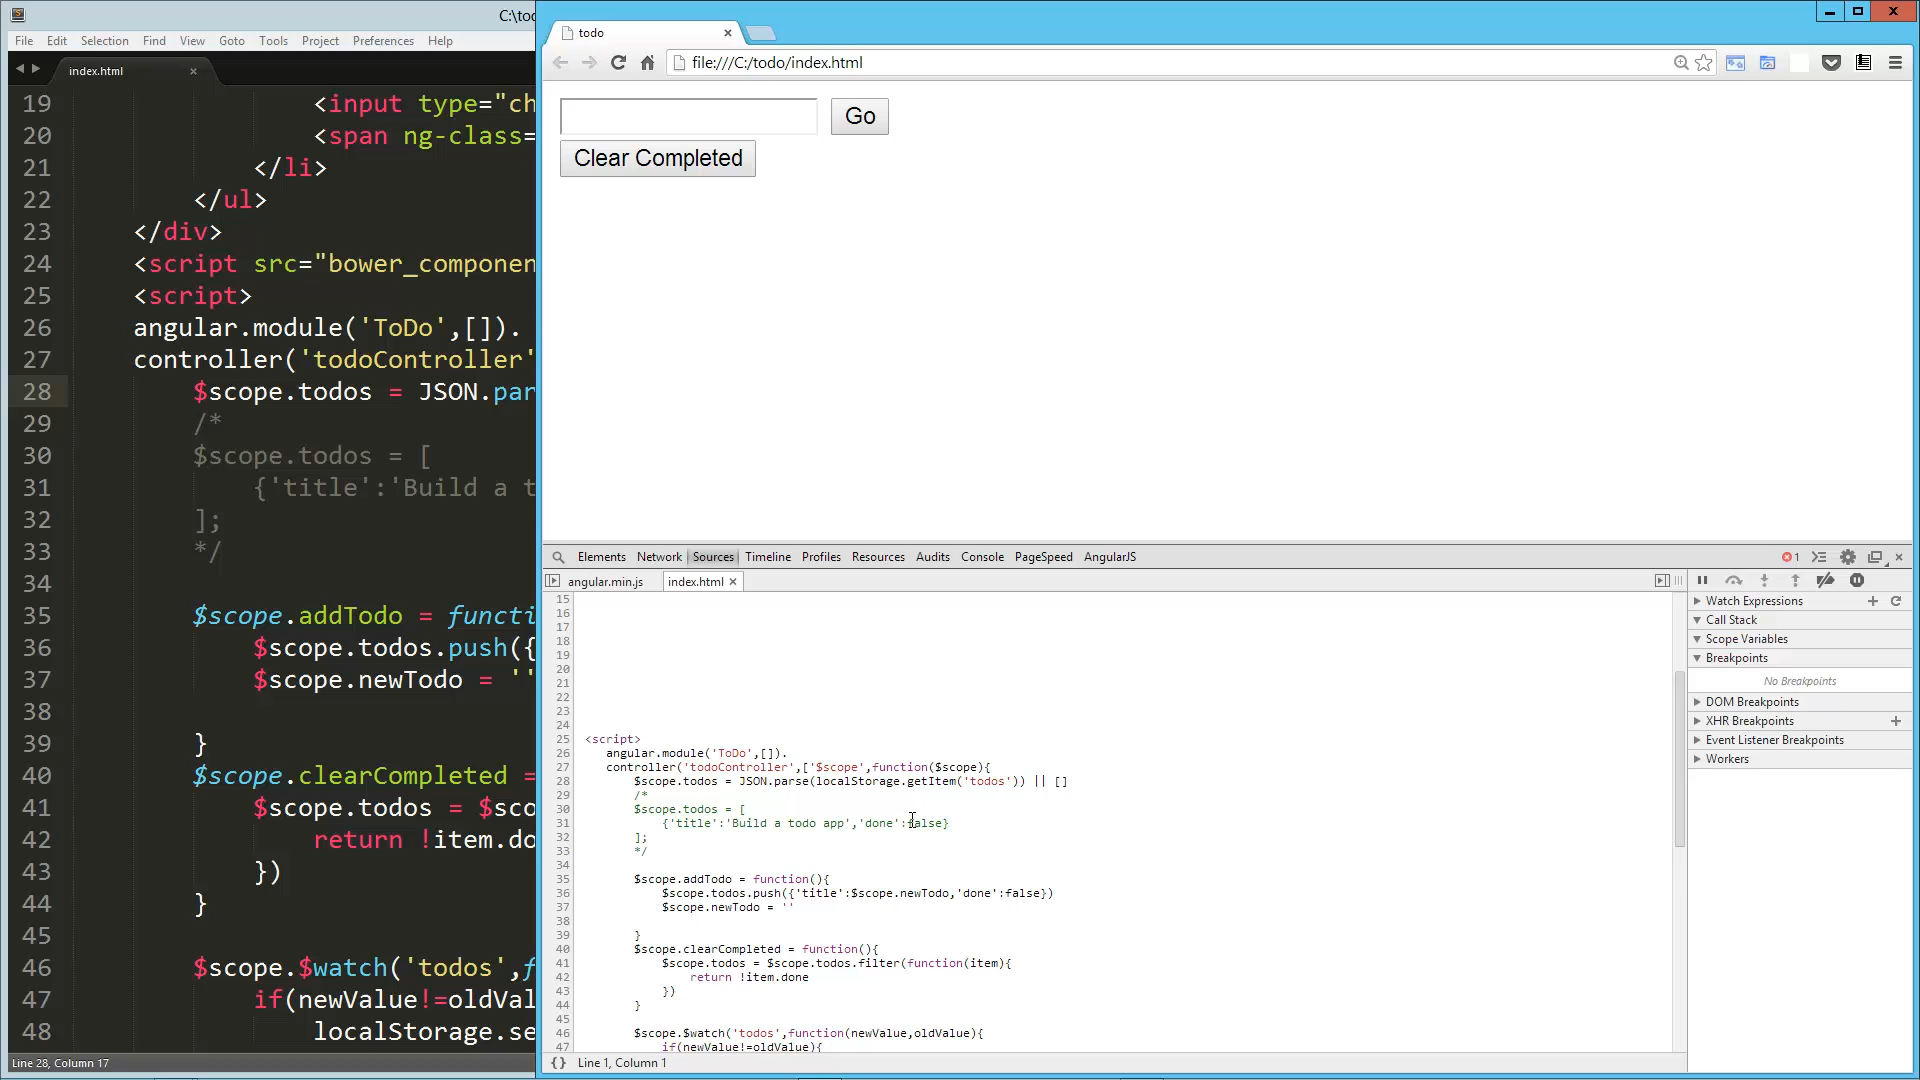 C:\tod
File Edit Selection Find View Goto Tools Project Preferences Help
index.html
19 <input type="ch
20 <span ng-class=
21 </li>
22 </ul>
23 </div>
24 <script src="bower_componen
25 <script>
26 angular.module('ToDo',[]).
27 controller('todoController'
28 $scope.todos = JSON.par
29 /*
30 $scope.todos = [
31 {'title':'Build a t
32 ];
33 */
34
35 $scope.addTodo = functi
36 $scope.todos.push({
37 $scope.newTodo = ''
38
39 }
40 $scope.clearCompleted =
41 $scope.todos = $sco
42 return !item.do
43 })
44 }
45
46 $scope.$watch('todos',f
47 if(newValue!=oldVal
48 localStorage.se
Line 28, Column 17
todo
file:///C:/todo/index.html
Go
Clear Completed
Elements Network Sources Timeline Profiles Resources Audits Console PageSpeed AngularJS 1
angular.min.js index.html
15
16
17
18
19
20
21
22
23
24
25 <script>
26 angular.module('ToDo',[]).
27 controller('todoController',['$scope',function($scope){
28 $scope.todos = JSON.parse(localStorage.getItem('todos')) || []
29 /*
30 $scope.todos = [
31 {'title':'Build a todo app','done':false}
32 ];
33 */
34
35 $scope.addTodo = function(){
36 $scope.todos.push({'title':$scope.newTodo,'done':false})
37 $scope.newTodo = ''
38
39 }
40 $scope.clearCompleted = function(){
41 $scope.todos = $scope.todos.filter(function(item){
42 return !item.done
43 })
44 }
45
46 $scope.$watch('todos',function(newValue,oldValue){
47 if(newValue!=oldValue){
{} Line 1, Column 1
Watch Expressions
Call Stack
Scope Variables
Breakpoints
No Breakpoints
DOM Breakpoints
XHR Breakpoints
Event Listener Breakpoints
Workers